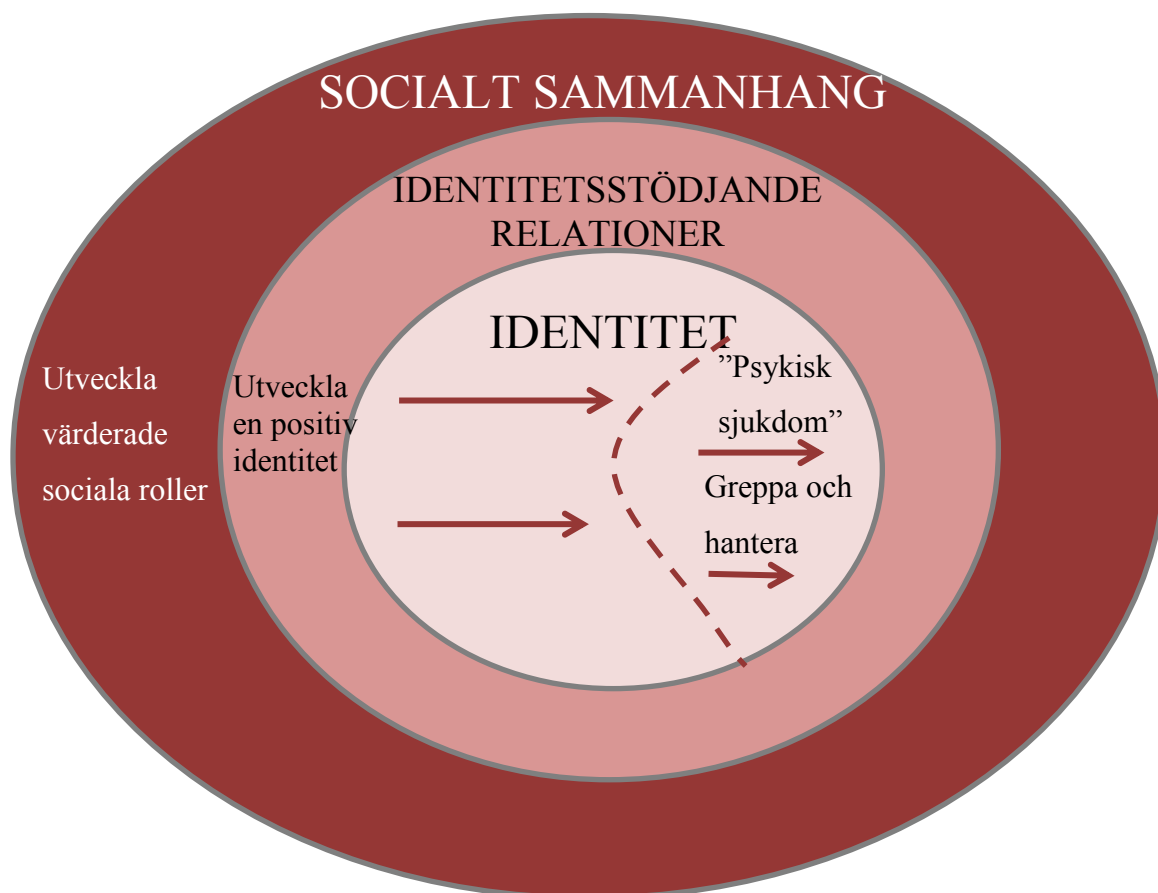 SOCIALT SAMMANHANG
IDENTITETSSTÖDJANDE
RELATIONER
IDENTITET
Utveckla
värderade
sociala roller
Utveckla
en positiv
identitet
”Psykisk
sjukdom”
Greppa och
hantera